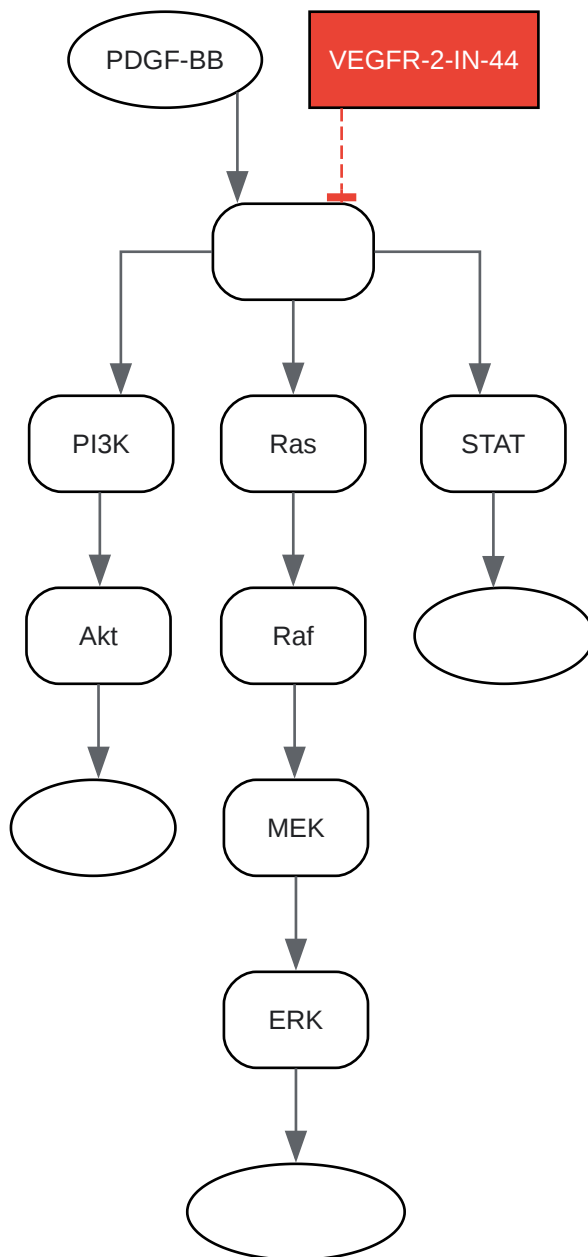 PDGF-BB
VEGFR-2-IN-44
PI3K
Ras
STAT
Akt
Raf
MEK
ERK